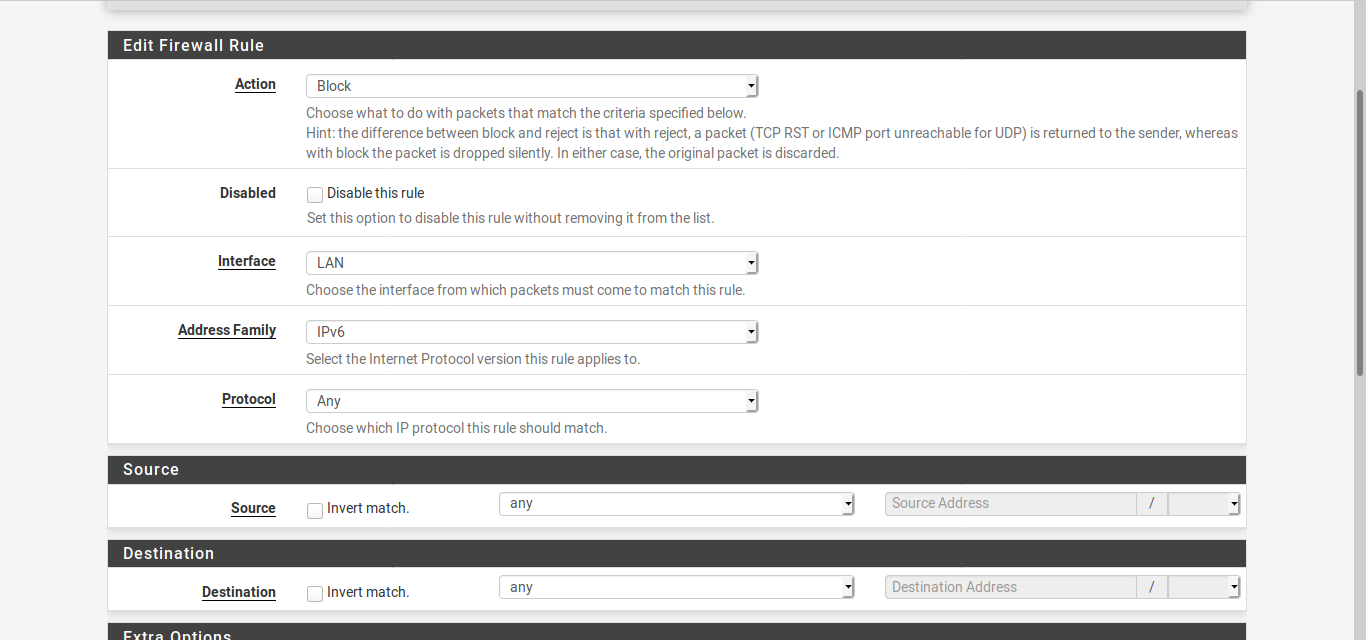 Edit Firewall Rule
Action
Block
Choose what to do with packets that match the criteria specified below.
Hint: the difference between block and reject is that with reject, a packet (TCP RST or ICMP port unreachable for UDP) is returned to the sender, whereas
with block the packet is dropped silently. In either case, the original packet is discarded.
Disabled
Disable this rule
Set this option to disable this rule without removing it from the list.
Interface
LAN
Choose the interface from which packets must come to match this rule.
Address Family
IPv6
Select the Internet Protocol version this rule applies to.
Protocol
Any
Choose which IP protocol this rule should match.
Source
Source
Invert match.
any
Source Address
/
Destination
Destination
Invert match.
any
Destination Address
/
Extra Options